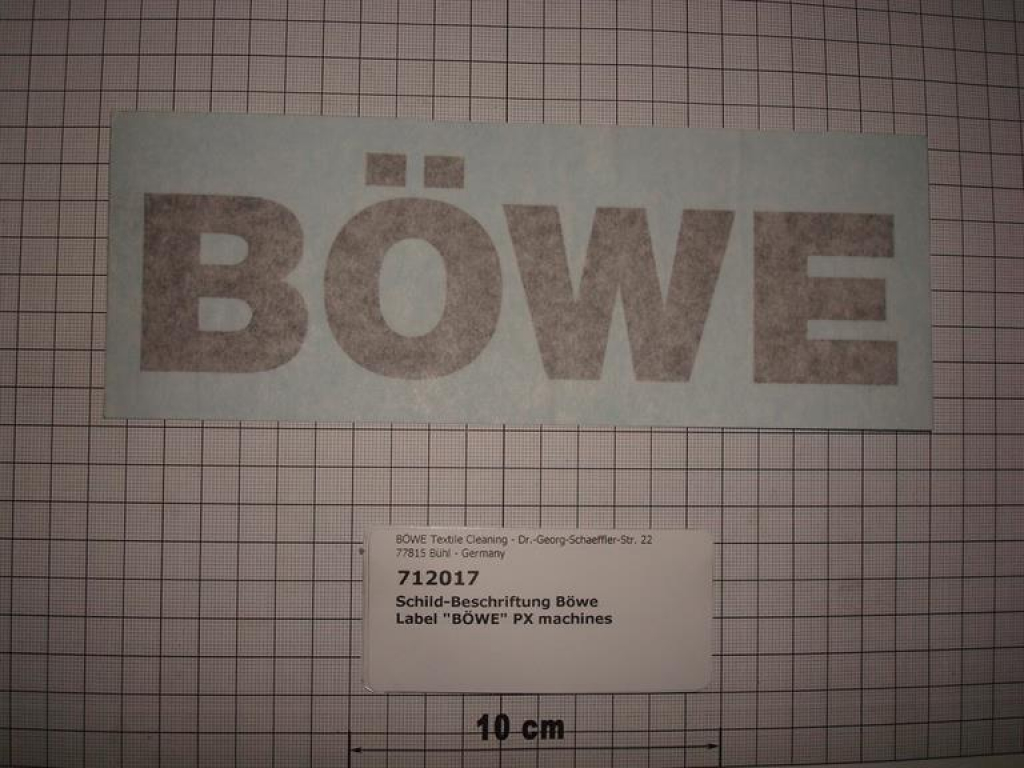 BÖWE
BÖWE Textile Cleaning - Dr.-Georg-Schaeffler-Str. 22
77815 Bühl - Germany
712017
Schild-Beschriftung Böwe
Label "BÖWE" PX machines
10 cm